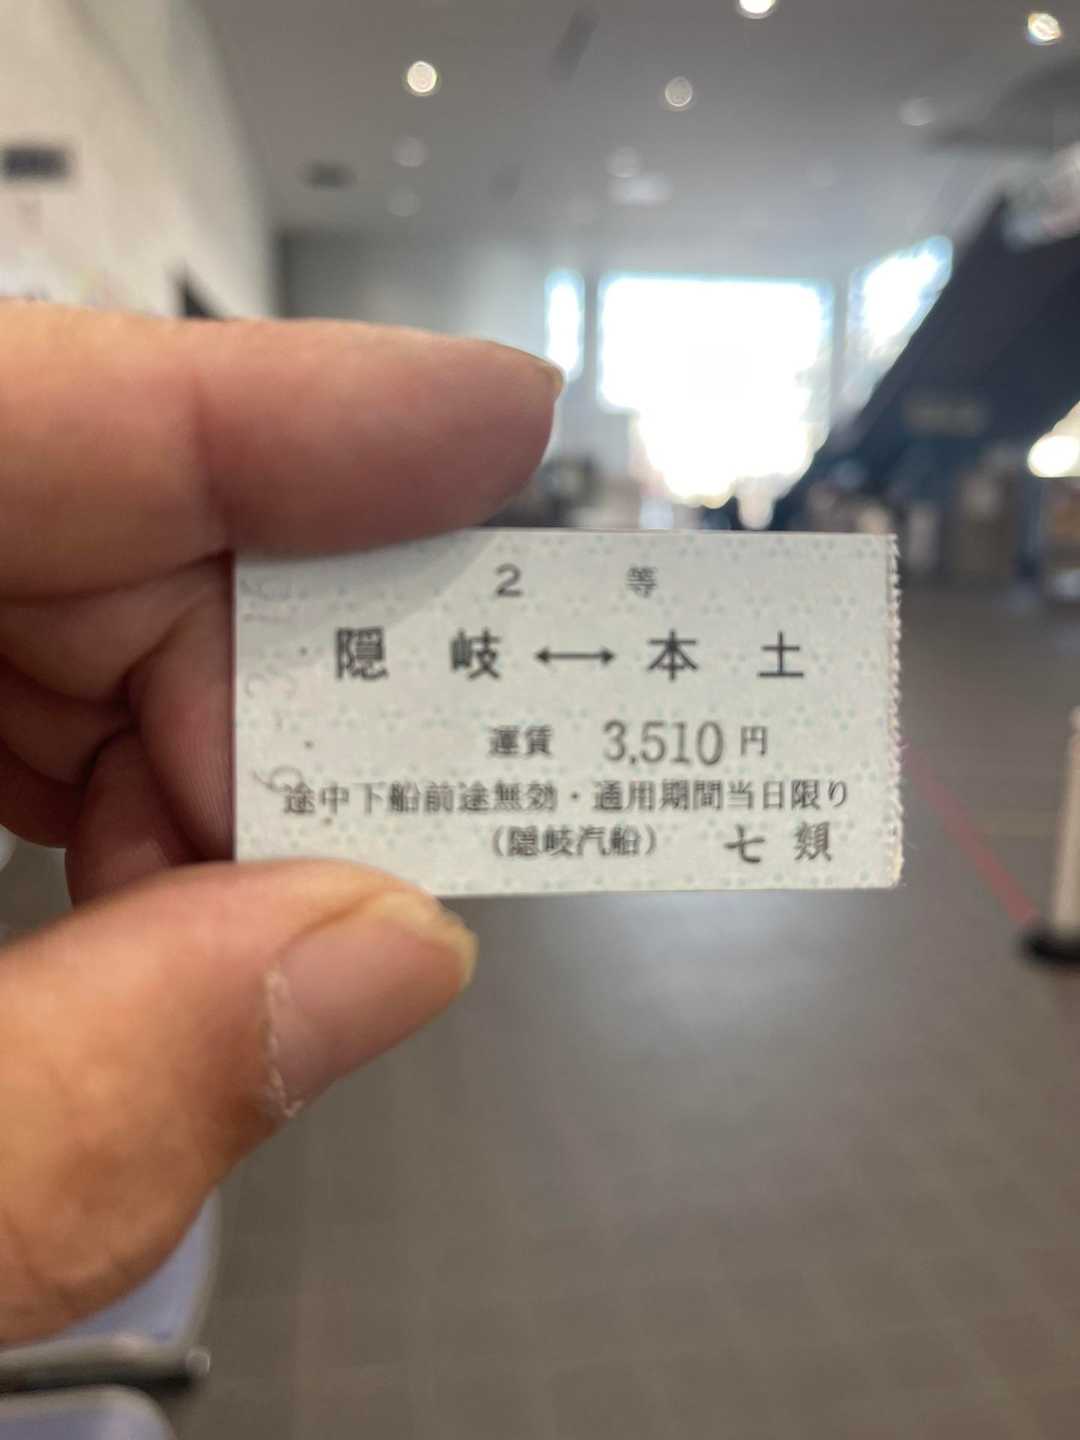 2 等
隠 岐 ⟷ 本 土
運賃 3,510 円
途中下船前途無効・通用期間当日限り
(隠岐汽船) 七 類